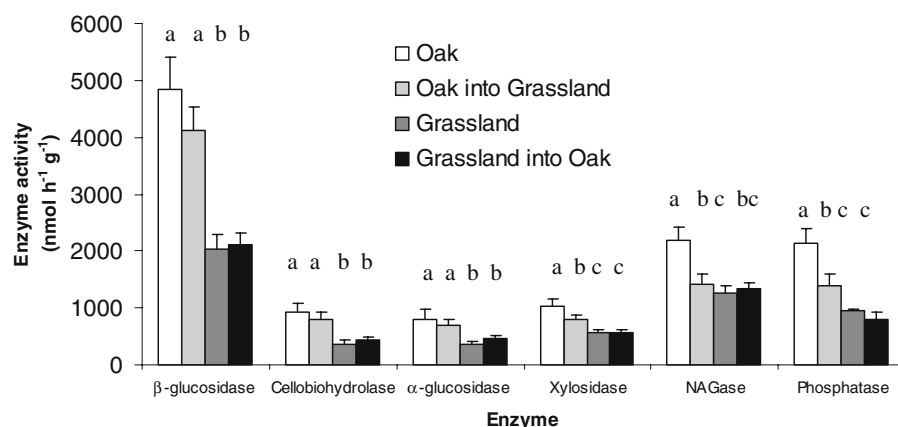 6000
5000
4000
3000
2000
1000
0
Enzyme activity
(nmol h⁻¹ g⁻¹)
a a b b
a a b b
a a b b
a b c c
a b c bc
a b c c
Oak
Oak into Grassland
Grassland
Grassland into Oak
β-glucosidase Cellobiohydrolase α-glucosidase Xylosidase NAGase Phosphatase
Enzyme